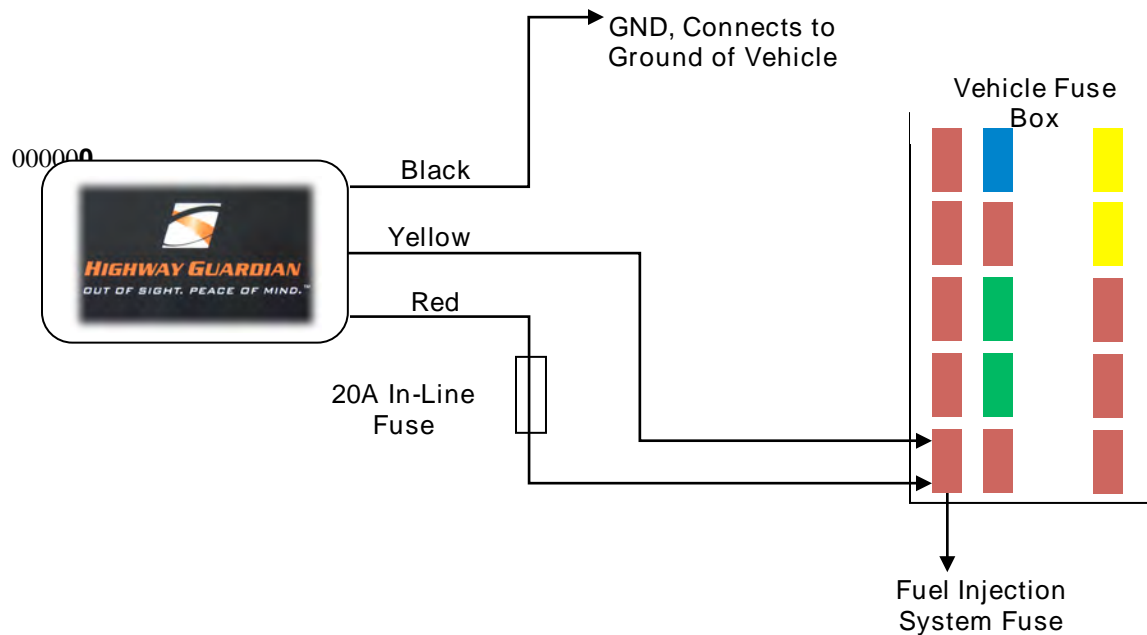 GND, Connects to
Ground of Vehicle
Vehicle Fuse
Box
000000
Black
Yellow
HIGHWAY GUARDIAN
OUT OF SIGHT. PEACE OF MIND.™
Red
20A In-Line
Fuse
Fuel Injection
System Fuse